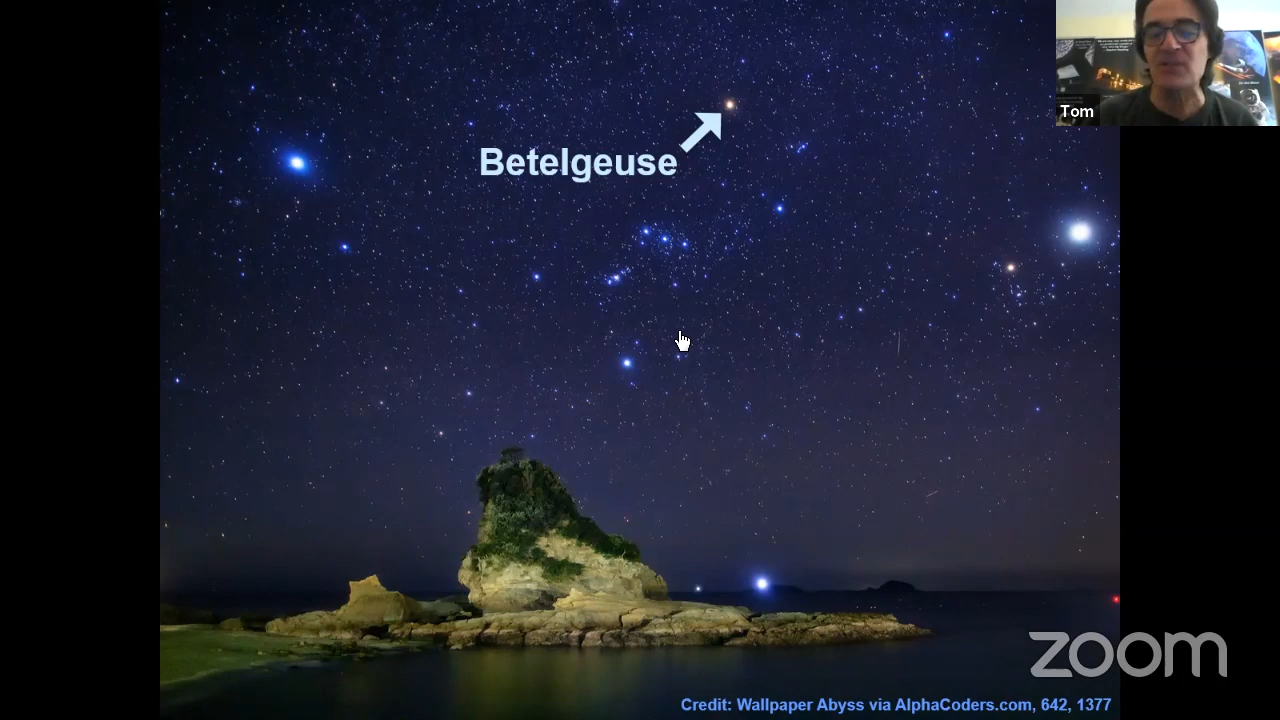 Betelgeuse
Tom
zoom
Credit: Wallpaper Abyss via AlphaCoders.com, 642, 1377